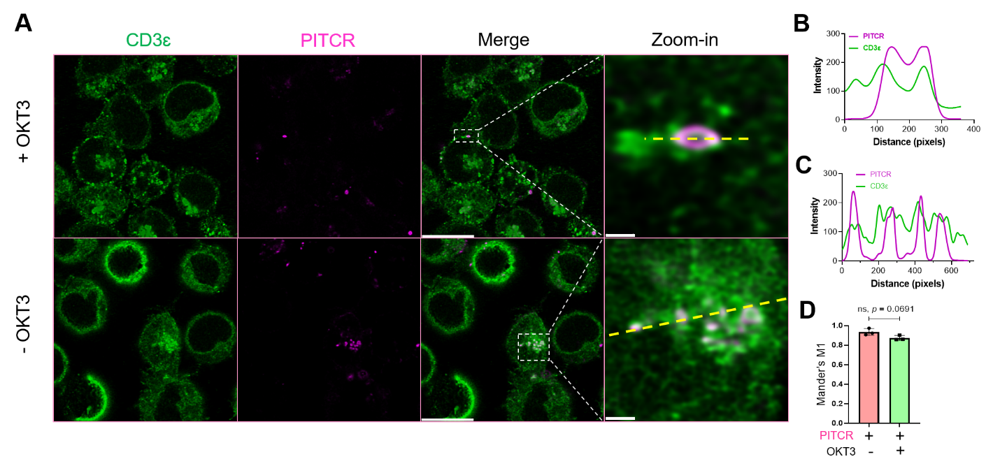 A
CD3ε
PITCR
Merge
Zoom-in
+ OKT3
- OKT3
B
PITCR
CD3ε
300
200
100
0
Intensity
0 100 200 300 400
Distance (pixels)
C
PITCR
CD3ε
300
200
100
0
Intensity
0 200 400 600
Distance (pixels)
D
ns, p = 0.0691
1.0
0.8
0.6
0.4
0.2
0.0
Mander's M1
PITCR + +
OKT3 - +